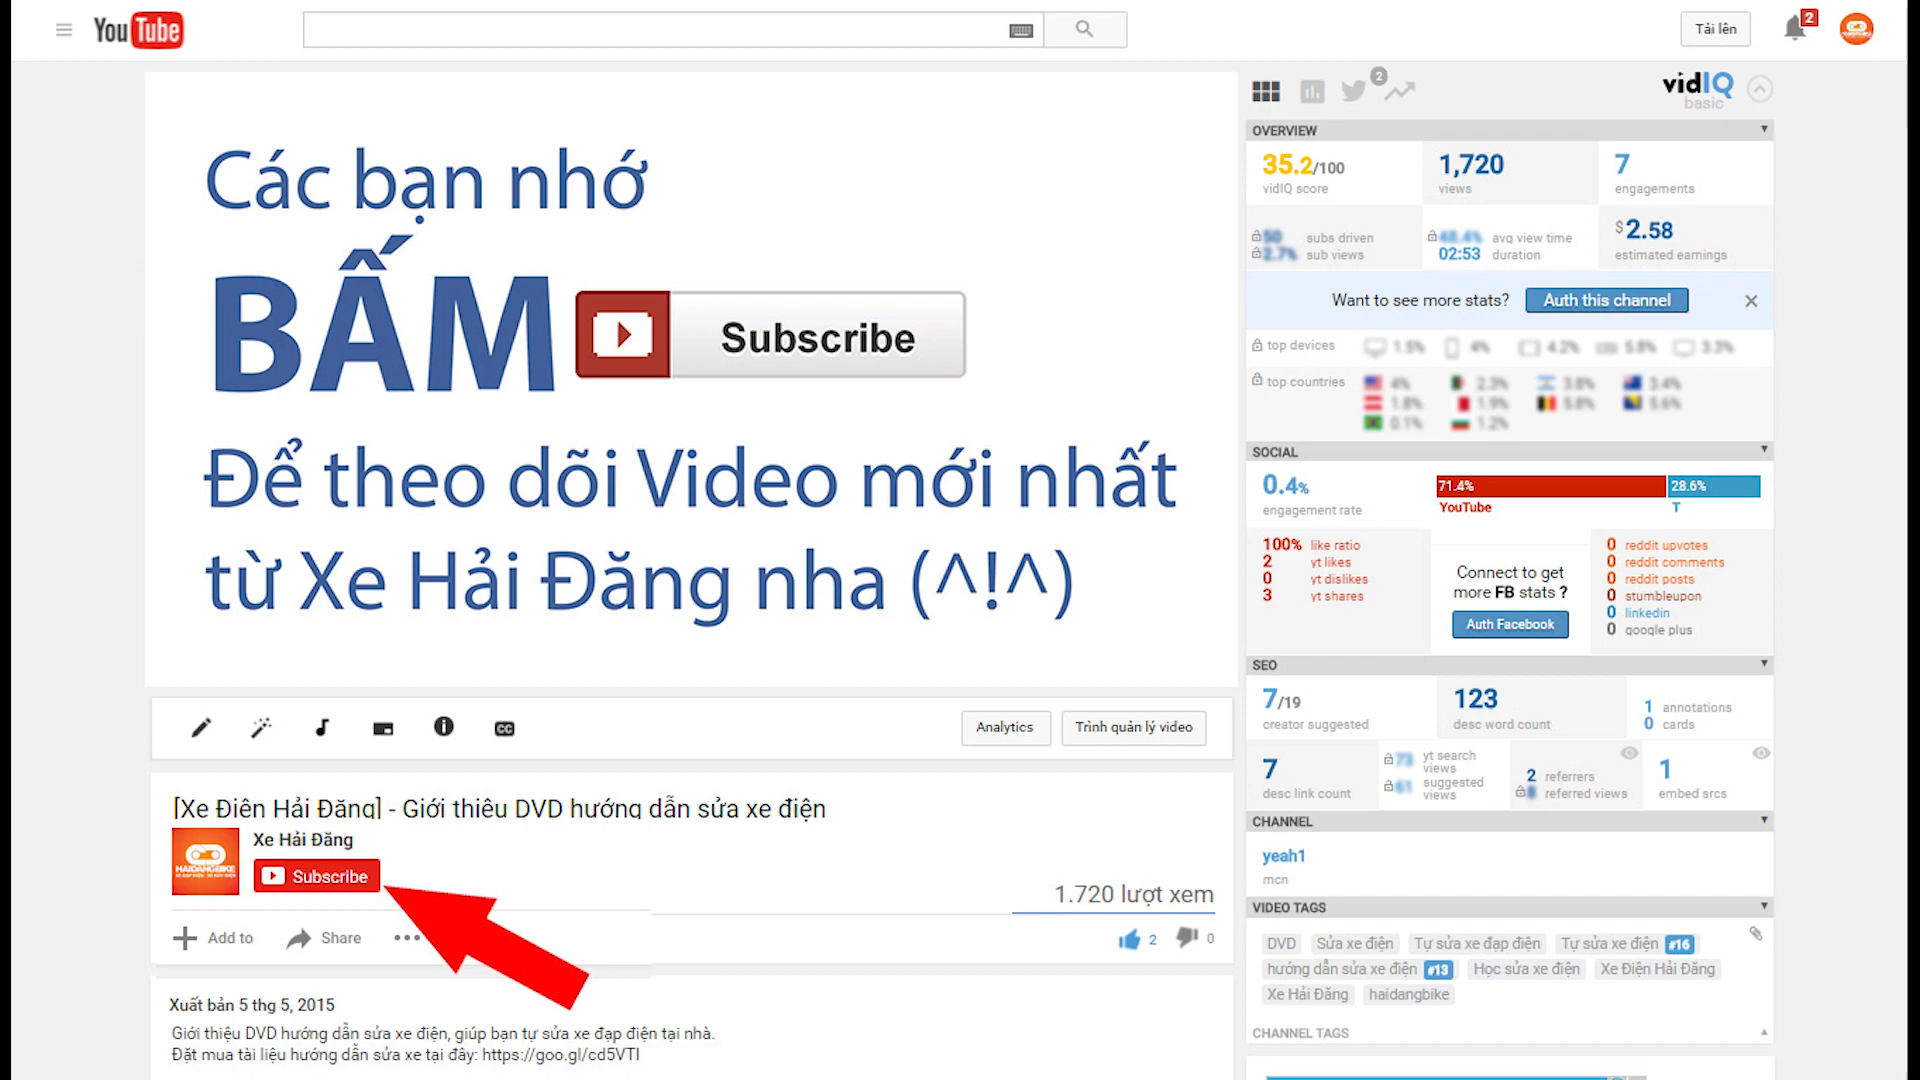 YouTube
Tải lên
2
Các bạn nhớ
BẤM Subscribe
Để theo dõi Video mới nhất
từ Xe Hải Đăng nha (^!^)
Analytics
Trình quản lý video
[Xe Điện Hải Đăng] - Giới thiệu DVD hướng dẫn sửa xe điện
HAIDANGBIKE
Xe Hải Đăng
Subscribe
1.720 lượt xem
Add to
Share
2
0
Xuất bản 5 thg 5, 2015
Giới thiệu DVD hướng dẫn sửa xe điện, giúp bạn tự sửa xe đạp điện tại nhà.
Đặt mua tài liệu hướng dẫn sửa xe tại đây: https://goo.gl/cd5VTI
2
vidIQ
basic
OVERVIEW
35.2/100
vidIQ score
1,720
views
7
engagements
subs driven
sub views
avg view time
02:53 duration
$2.58
estimated earnings
Want to see more stats?
Auth this channel
top devices
top countries
SOCIAL
0.4%
engagement rate
71.4%
28.6%
YouTube
T
100% like ratio
2 yt likes
0 yt dislikes
3 yt shares
Connect to get
more FB stats ?
Auth Facebook
0 reddit upvotes
0 reddit comments
0 reddit posts
0 stumbleupon
0 linkedin
0 google plus
SEO
7/19
creator suggested
123
desc word count
1 annotations
0 cards
7
desc link count
yt search
views
suggested
views
2 referrers
referred views
1
embed srcs
CHANNEL
yeah1
mcn
VIDEO TAGS
DVD
Sửa xe điện
Tự sửa xe đạp điện
Tự sửa xe điện #16
hướng dẫn sửa xe điện #13
Học sửa xe điện
Xe Điện Hải Đăng
Xe Hải Đăng
haidangbike
CHANNEL TAGS